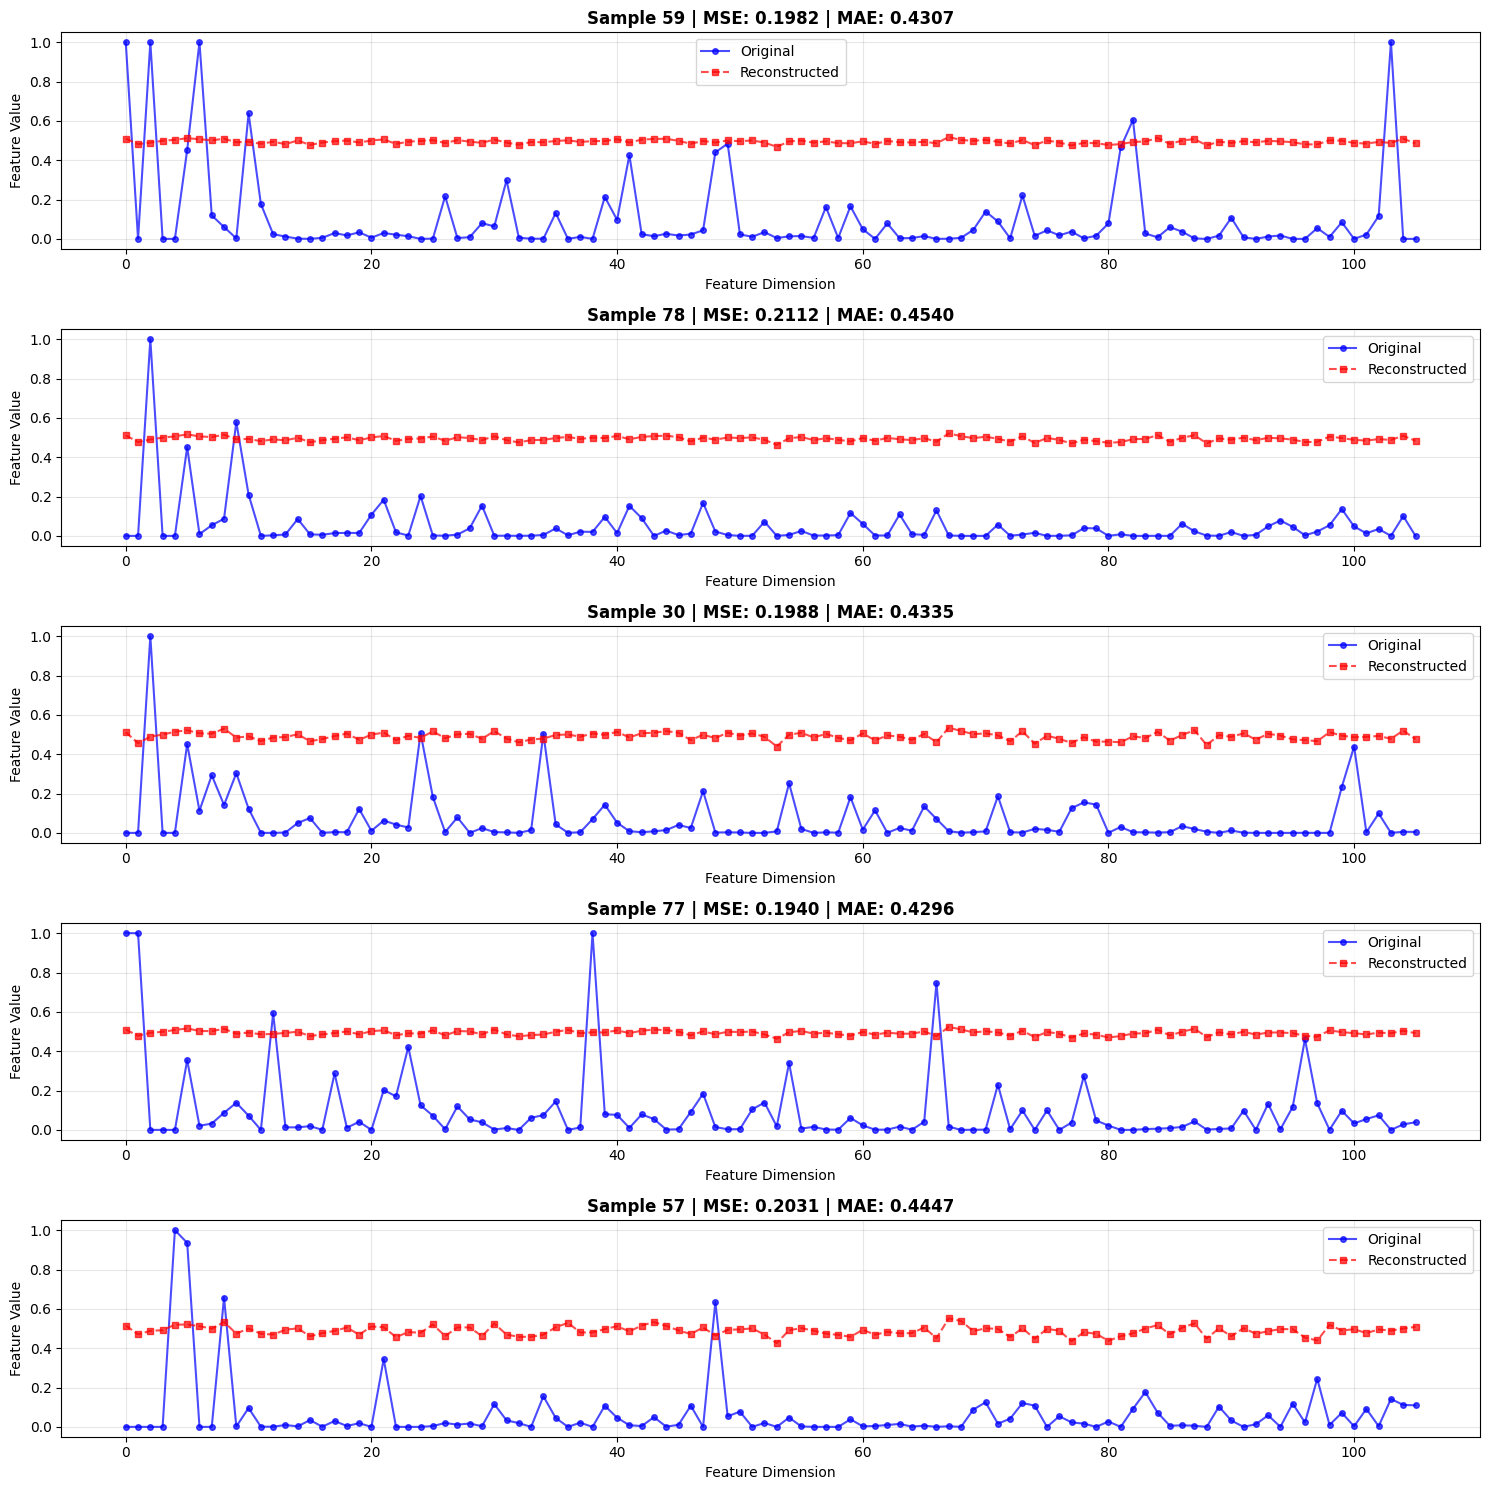 Sample 59 | MSE: 0.1982 | MAE: 0.4307
1.0
0.8
0.6
0.4
0.2
0.0
Feature Value
Original
Reconstructed
0 20 40 60 80 100
Feature Dimension
Sample 78 | MSE: 0.2112 | MAE: 0.4540
1.0
0.8
0.6
0.4
0.2
0.0
Feature Value
Original
Reconstructed
0 20 40 60 80 100
Feature Dimension
Sample 30 | MSE: 0.1988 | MAE: 0.4335
1.0
0.8
0.6
0.4
0.2
0.0
Feature Value
Original
Reconstructed
0 20 40 60 80 100
Feature Dimension
Sample 77 | MSE: 0.1940 | MAE: 0.4296
1.0
0.8
0.6
0.4
0.2
0.0
Feature Value
Original
Reconstructed
0 20 40 60 80 100
Feature Dimension
Sample 57 | MSE: 0.2031 | MAE: 0.4447
1.0
0.8
0.6
0.4
0.2
0.0
Feature Value
Original
Reconstructed
0 20 40 60 80 100
Feature Dimension